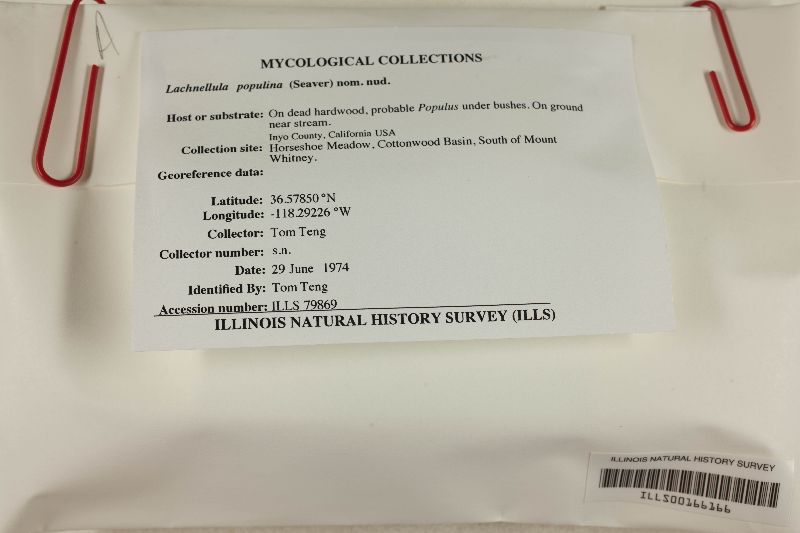 A
MYCOLOGICAL COLLECTIONS
Lachnellula populina (Seaver) nom. nud.
Host or substrate: On dead hardwood, probable Populus under bushes. On ground
near stream.
Inyo County, California USA
Collection site: Horseshoe Meadow, Cottonwood Basin, South of Mount
Whitney.
Georeference data:
Latitude: 36.57850 °N
Longitude: -118.29226 °W
Collector: Tom Teng
Collector number: s.n.
Date: 29 June 1974
Identified By: Tom Teng
Accession number: ILLS 79869
ILLINOIS NATURAL HISTORY SURVEY (ILLS)
ILLINOIS NATURAL HISTORY SURVEY
ILLS00166166